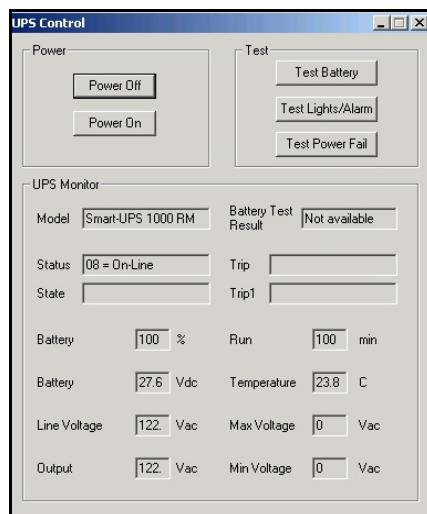 UPS Control
Power
Power Off
Power On
Test
Test Battery
Test Lights/Alarm
Test Power Fail
UPS Monitor
Model Smart-UPS 1000 RM
Battery Test Result Not available
Status 08 = On-Line
Trip
State
Trip1
Battery 100 %
Run 100 min
Battery 27.6 Vdc
Temperature 23.8 C
Line Voltage 122. Vac
Max Voltage 0 Vac
Output 122. Vac
Min Voltage 0 Vac